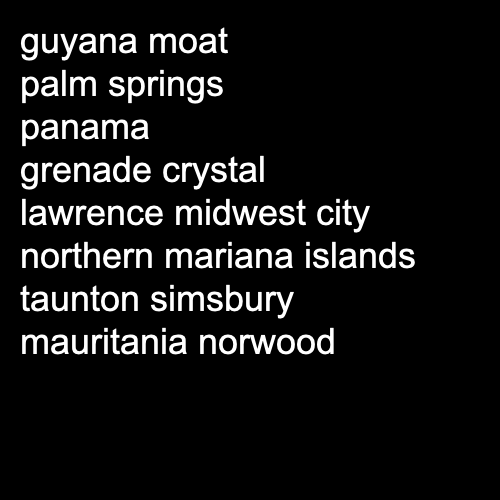 guyana moat
palm springs
panama
grenade crystal
lawrence midwest city
northern mariana islands
taunton simsbury
mauritania norwood